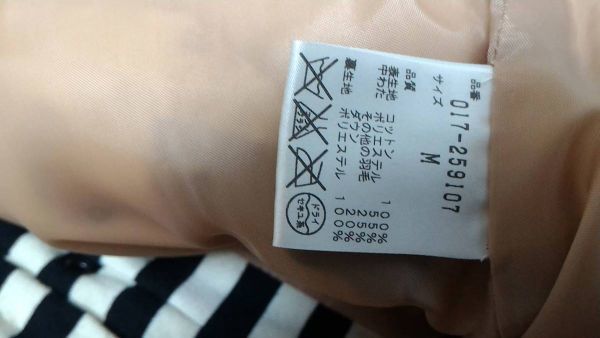 品番 017-259107
サイズ M
品質
表生地 コットン 100%
中わた ポリエステル 55%
その他の羽毛 25%
ダウン 20%
裏生地 ポリエステル 100%
ドライ
セキユ系